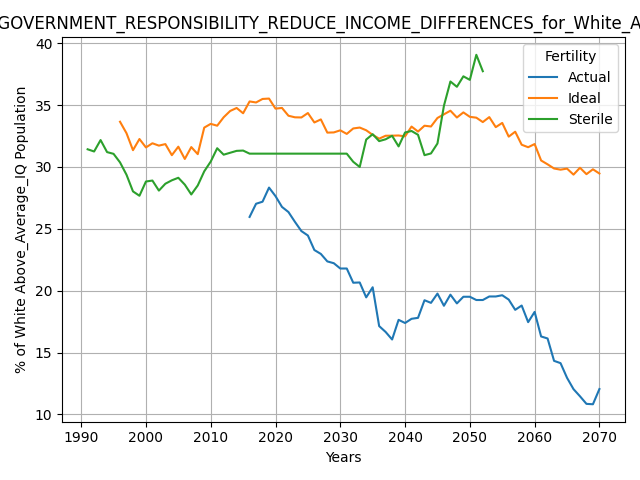 GOVERNMENT_RESPONSIBILITY_REDUCE_INCOME_DIFFERENCES_for_White_A
40
35
30
25
20
15
10
% of White Above_Average_IQ Population
Fertility
Actual
Ideal
Sterile
1990 2000 2010 2020 2030 2040 2050 2060 2070
Years